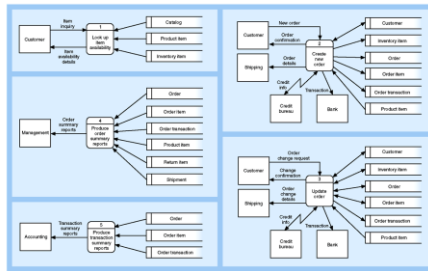 Item
inquiry
Customer
1
Look up
item
availability
Item
availability
details
Catalog
Product item
Inventory item
Management
Order
summary
reports
4
Produce
order
summary
reports
Order
Order item
Order transaction
Product item
Return item
Shipment
Accounting
Transaction
summary
reports
5
Produce
transaction
summary
reports
Order
Order item
Order transaction
New order
Customer
Order
confirmation
Shipping
Order
details
2
Create
new
order
Credit
info
Transaction
Credit
bureau
Bank
Customer
Inventory item
Order
Order item
Order transaction
Product item
Order
change request
Customer
Change
confirmation
Shipping
Order
change
details
3
Update
order
Credit
info
Transaction
Credit
bureau
Bank
Customer
Inventory item
Order
Order item
Order transaction
Product item